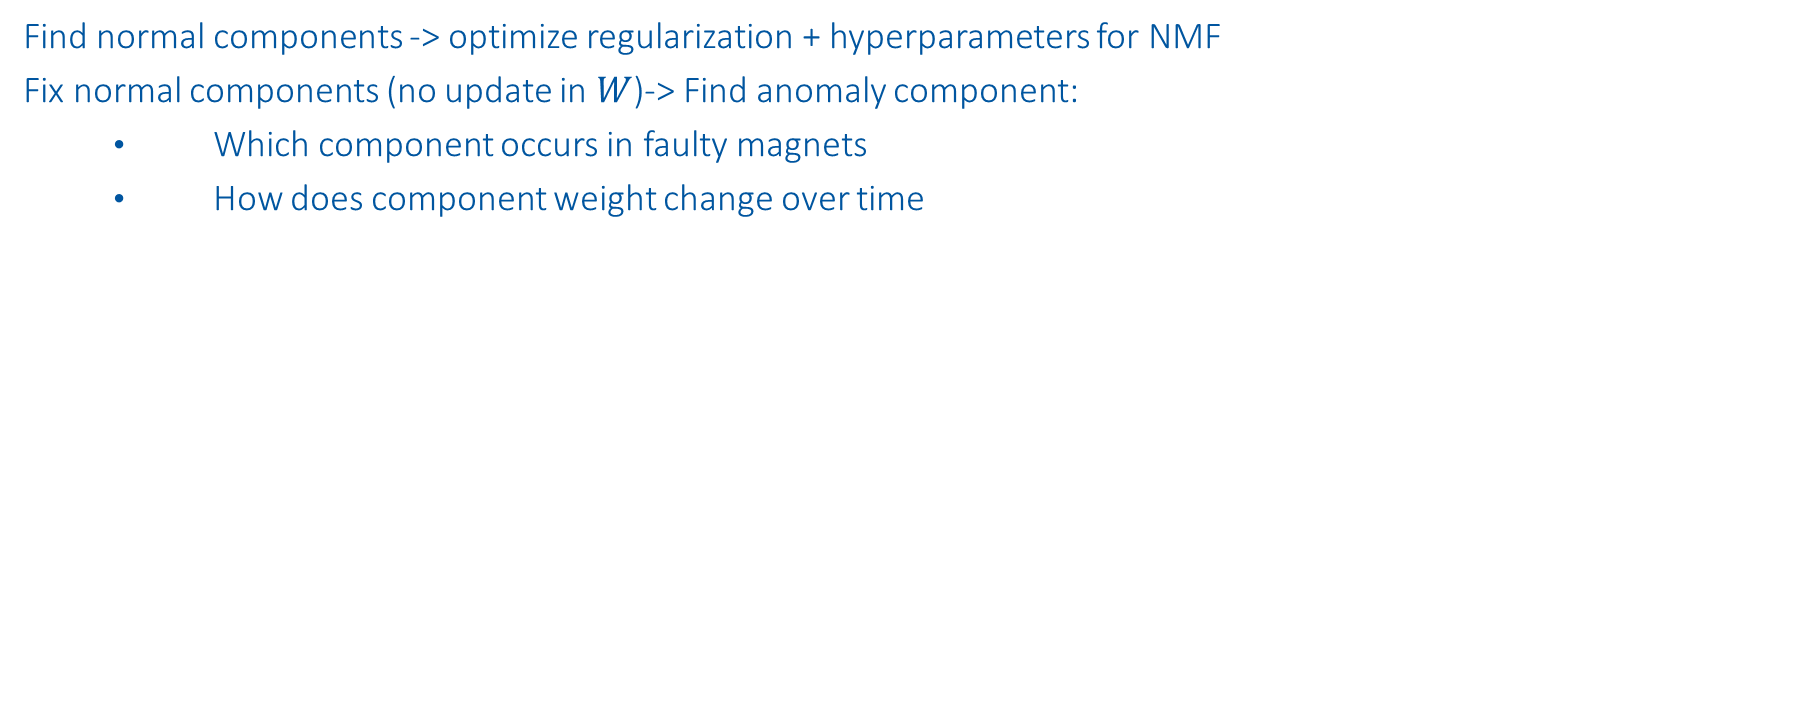 Find normal components -> optimize regularization + hyperparameters for NMF
Fix normal components (no update in W)-> Find anomaly component:
• Which component occurs in faulty magnets
• How does component weight change over time